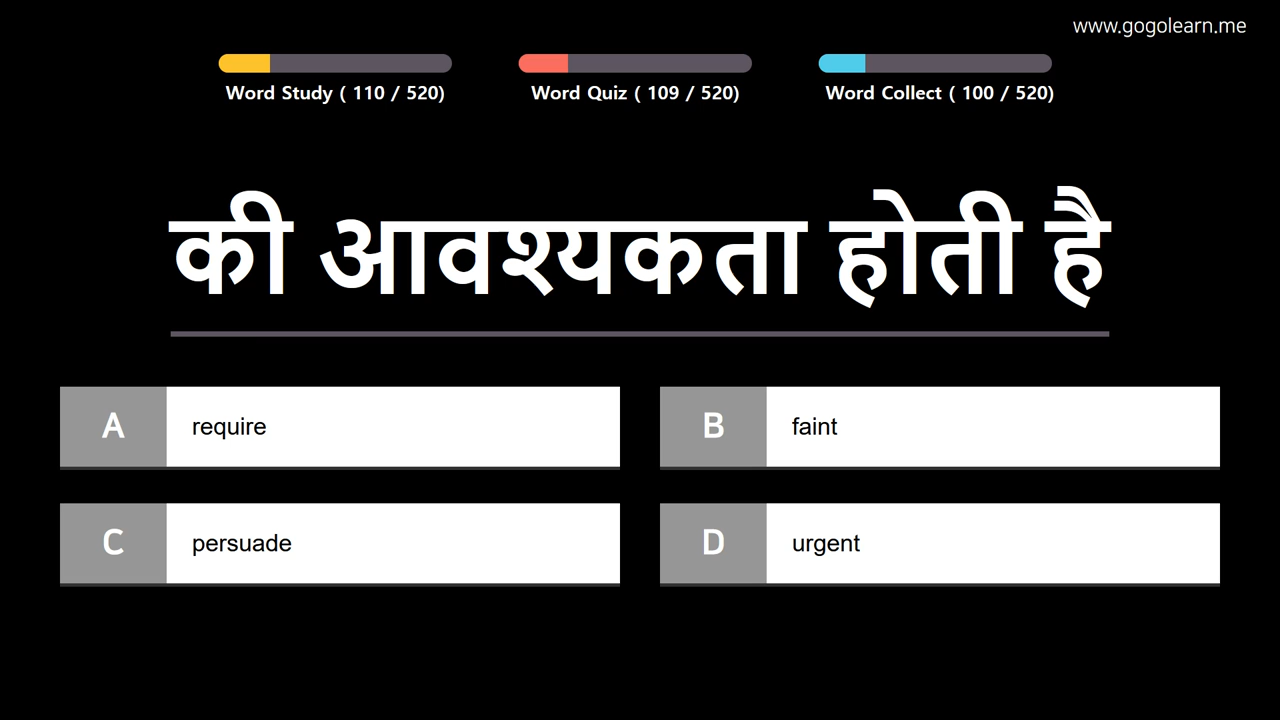 www.gogolearn.me
Word Study ( 110 / 520)
Word Quiz ( 109 / 520)
Word Collect ( 100 / 520)
की आवश्यकता होती है
A
require
B
faint
C
persuade
D
urgent